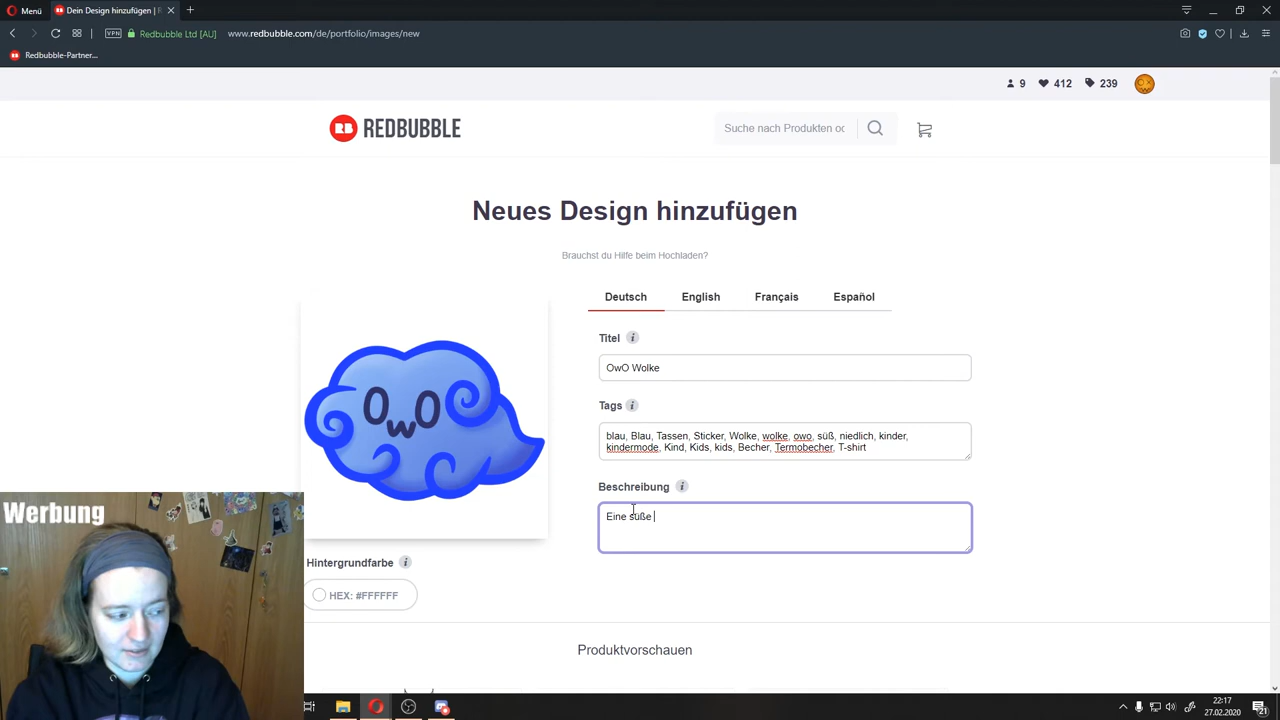 Menü
Dein Design hinzufügen | R
VPN
Redbubble Ltd [AU]
www.redbubble.com/de/portfolio/images/new
Redbubble-Partner...
9
412
239
RB REDBUBBLE
Suche nach Produkten oc
Neues Design hinzufügen
Brauchst du Hilfe beim Hochladen?
Deutsch English Français Español
Titel i
OwO Wolke
Tags i
blau, Blau, Tassen, Sticker, Wolke, wolke, owo, süß, niedlich, kinder,
kindermode, Kind, Kids, kids, Becher, Termobecher, T-shirt
Beschreibung i
Eine süße
OwO
Werbung
Hintergrundfarbe i
HEX: #FFFFFF
Produktvorschauen
22:17
27.02.2020
21